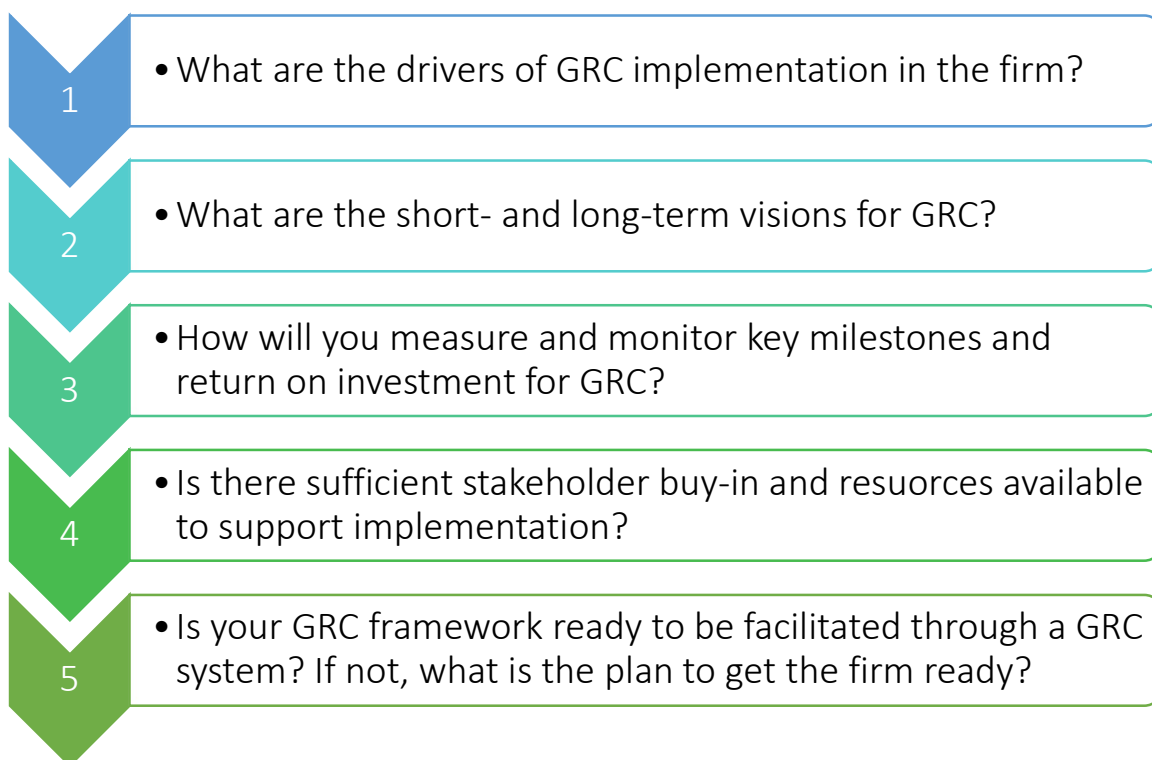 1
• What are the drivers of GRC implementation in the firm?
2
• What are the short- and long-term visions for GRC?
3
• How will you measure and monitor key milestones and
return on investment for GRC?
4
• Is there sufficient stakeholder buy-in and resuorces available
to support implementation?
5
• Is your GRC framework ready to be facilitated through a GRC
system? If not, what is the plan to get the firm ready?